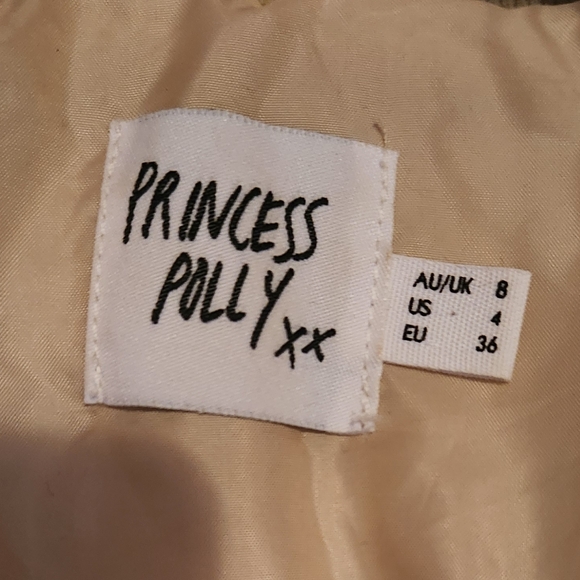 PRINCESS
POLLY xx
AU/UK 8
US 4
EU 36